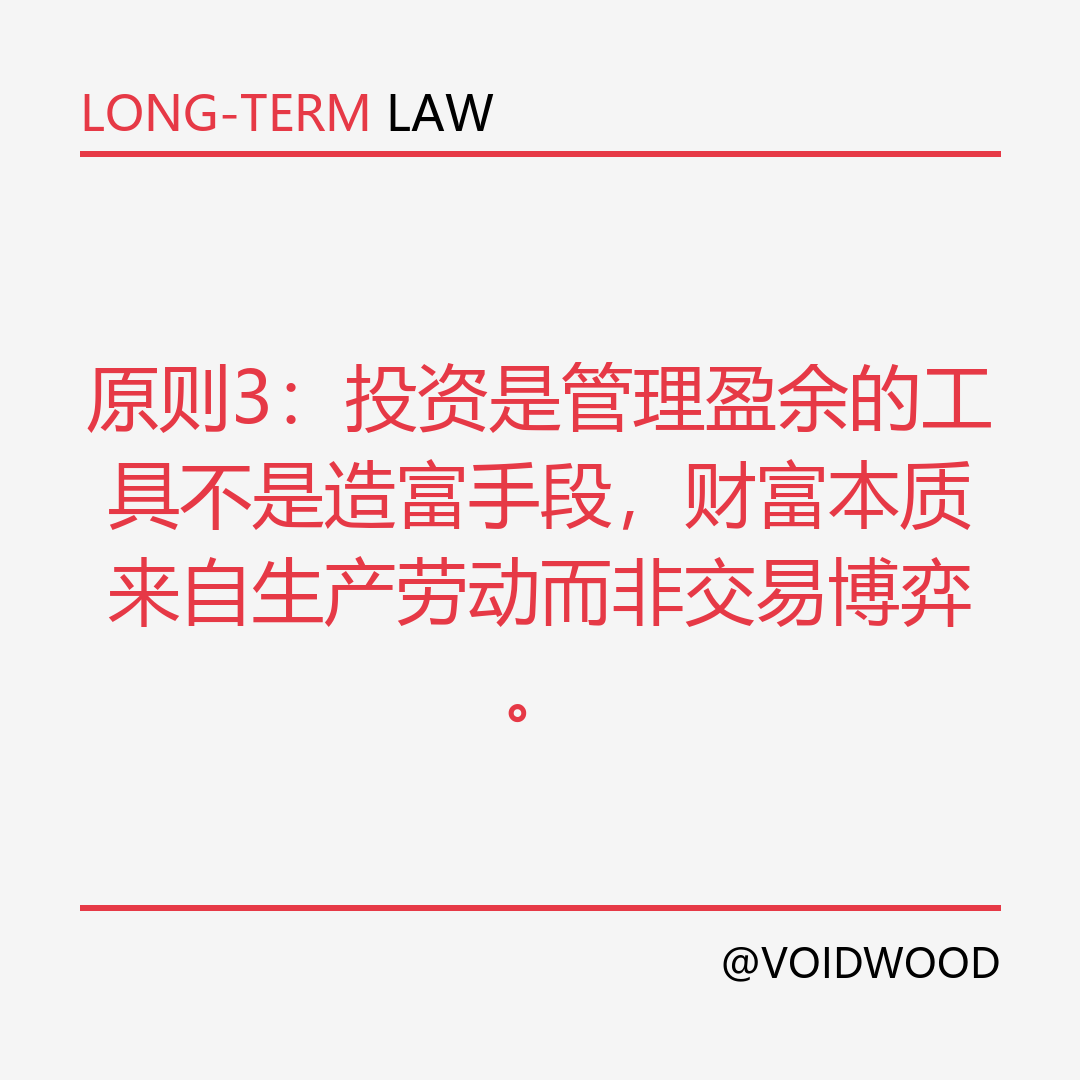 LONG-TERM LAW
原则3：投资是管理盈余的工
具不是造富手段，财富本质
来自生产劳动而非交易博弈
。
@VOIDWOOD